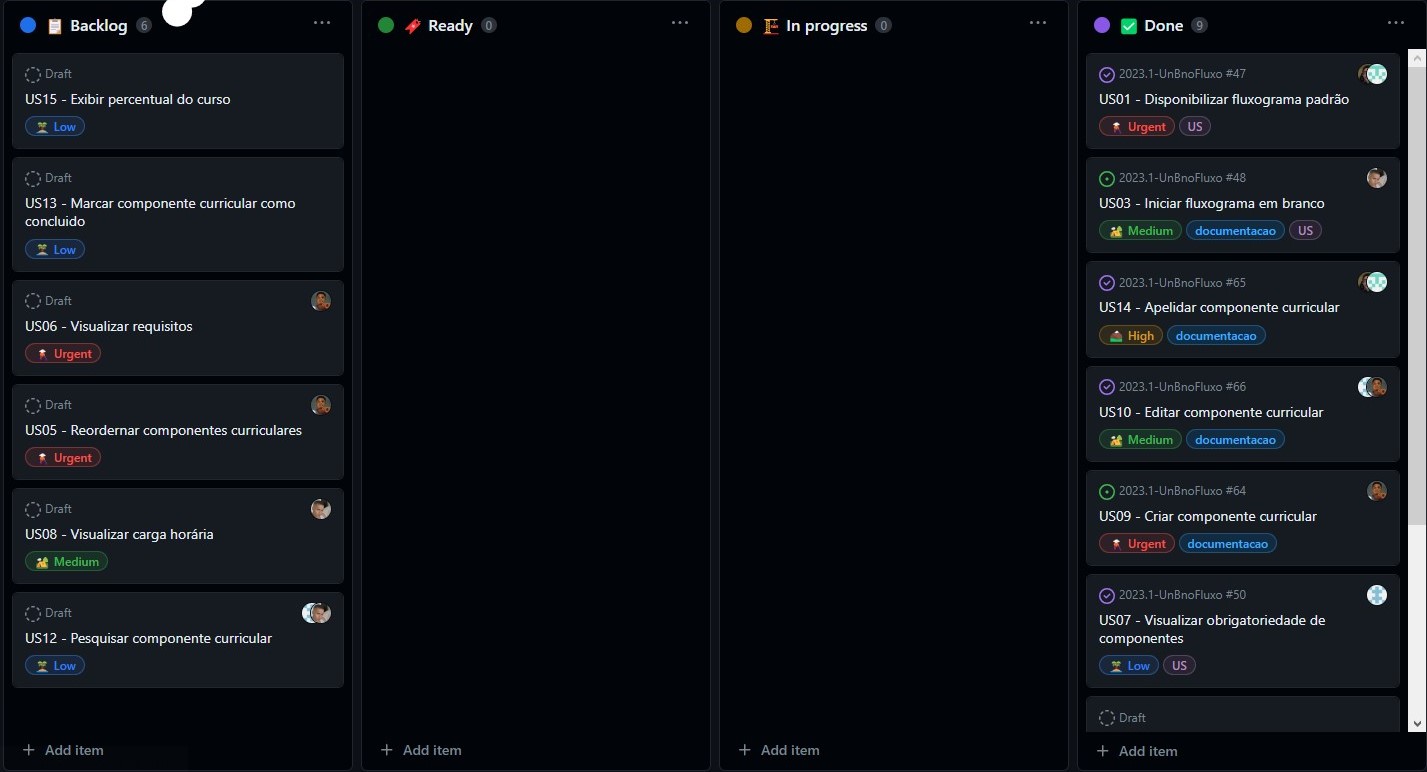 Backlog 6
Draft
US15 - Exibir percentual do curso
Low
Draft
US13 - Marcar componente curricular como
concluido
Low
Draft
US06 - Visualizar requisitos
Urgent
Draft
US05 - Reordernar componentes curriculares
Urgent
Draft
US08 - Visualizar carga horária
Medium
Draft
US12 - Pesquisar componente curricular
Low
+ Add item
Ready 0
+ Add item
In progress 0
+ Add item
Done 9
2023.1-UnBnoFluxo #47
US01 - Disponibilizar fluxograma padrão
Urgent US
2023.1-UnBnoFluxo #48
US03 - Iniciar fluxograma em branco
Medium documentacao US
2023.1-UnBnoFluxo #65
US14 - Apelidar componente curricular
High documentacao
2023.1-UnBnoFluxo #66
US10 - Editar componente curricular
Medium documentacao
2023.1-UnBnoFluxo #64
US09 - Criar componente curricular
Urgent documentacao
2023.1-UnBnoFluxo #50
US07 - Visualizar obrigatoriedade de
componentes
Low US
Draft
+ Add item